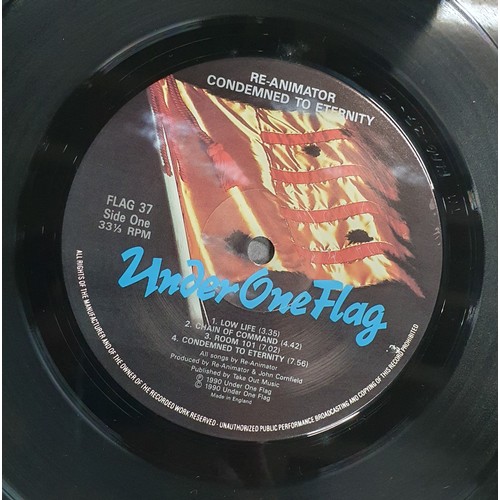 RE-ANIMATOR
CONDEMNED TO ETERNITY
FLAG 37
Side One
33⅓ RPM
Under One Flag
1. LOW LIFE (3.35)
2. CHAIN OF COMMAND (4.42)
3. ROOM 101 (7.02)
4. CONDEMNED TO ETERNITY (7.56)
All songs by Re-Animator
Produced by Re-Animator & John Cornfield
Published by Take Out Music
℗ 1990 Under One Flag
© 1990 Under One Flag
Made in England
ALL RIGHTS OF THE MANUFACTURER AND OF THE OWNER OF THE RECORDED WORK RESERVED - UNAUTHORIZED PUBLIC PERFORMANCE BROADCASTING AND COPYING OF THIS RECORD PROHIBITED